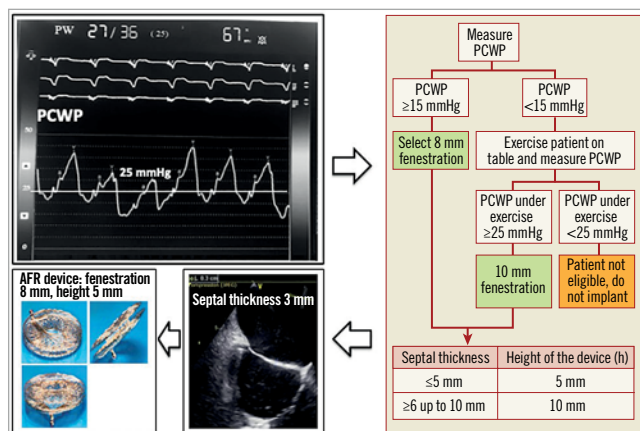 PW 27/36 (25) 67
PCWP
50
25 mmHg
25
0
Measure
PCWP
PCWP
≥15 mmHg
PCWP
<15 mmHg
Select 8 mm
fenestration
Exercise patient on
table and measure PCWP
PCWP under
exercise
≥25 mmHg
PCWP under
exercise
<25 mmHg
10 mm
fenestration
Patient not
eligible, do
not implant
Septal thickness Height of the device (h)
≤5 mm 5 mm
≥6 up to 10 mm 10 mm
AFR device: fenestration
8 mm, height 5 mm
Septal thickness 3 mm